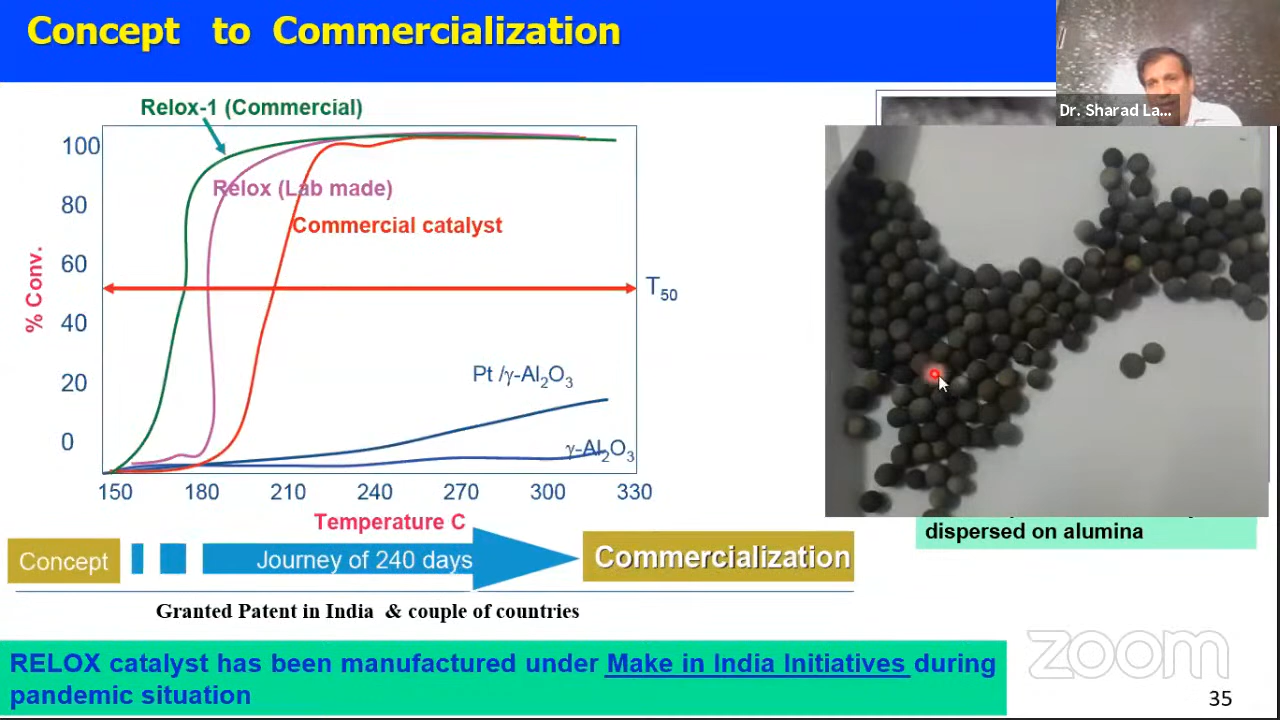 Concept to Commercialization
Dr. Sharad La...
Relox-1 (Commercial)
Relox (Lab made)
Commercial catalyst
% Conv.
100
80
60
40
20
0
T50
Pt /γ-Al2O3
γ-Al2O3
150 180 210 240 270 300 330
Temperature C
dispersed on alumina
Concept
Journey of 240 days
Commercialization
Granted Patent in India & couple of countries
RELOX catalyst has been manufactured under Make in India Initiatives during
pandemic situation
zoom
35